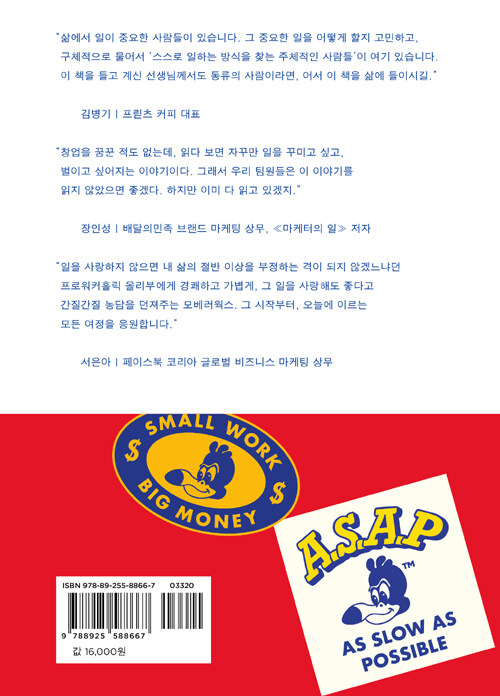 “삶에서 일이 중요한 사람들이 있습니다. 그 중요한 일을 어떻게 할지 고민하고,
구체적으로 물어서 ‘스스로 일하는 방식을 찾는 주체적인 사람들’이 여기 있습니다.
이 책을 들고 계신 선생님께서도 동류의 사람이라면, 어서 이 책을 삶에 들이시길.”
김병기 | 프릳츠 커피 대표
“창업을 꿈꾼 적도 없는데, 읽다 보면 자꾸만 일을 꾸미고 싶고,
벌이고 싶어지는 이야기이다. 그래서 우리 팀원들은 이 이야기를
읽지 않았으면 좋겠다. 하지만 이미 다 읽고 있겠지.”
장인성 | 배달의민족 브랜드 마케팅 상무, ≪마케터의 일≫ 저자
“일을 사랑하지 않으면 내 삶의 절반 이상을 부정하는 격이 되지 않겠느냐던
프로워커홀릭 올리부에게 경쾌하고 가볍게, 그 일을 사랑해도 좋다고
간질간질 농담을 던져주는 모베러웍스. 그 시작부터, 오늘에 이르는
모든 여정을 응원합니다.”
서은아 | 페이스북 코리아 글로벌 비즈니스 마케팅 상무
SMALL WORK
$ $
BIG MONEY
A.S.A.P
TM
AS SLOW AS
POSSIBLE
ISBN 978-89-255-8866-7 03320
9 788925 588667
값 16,000원